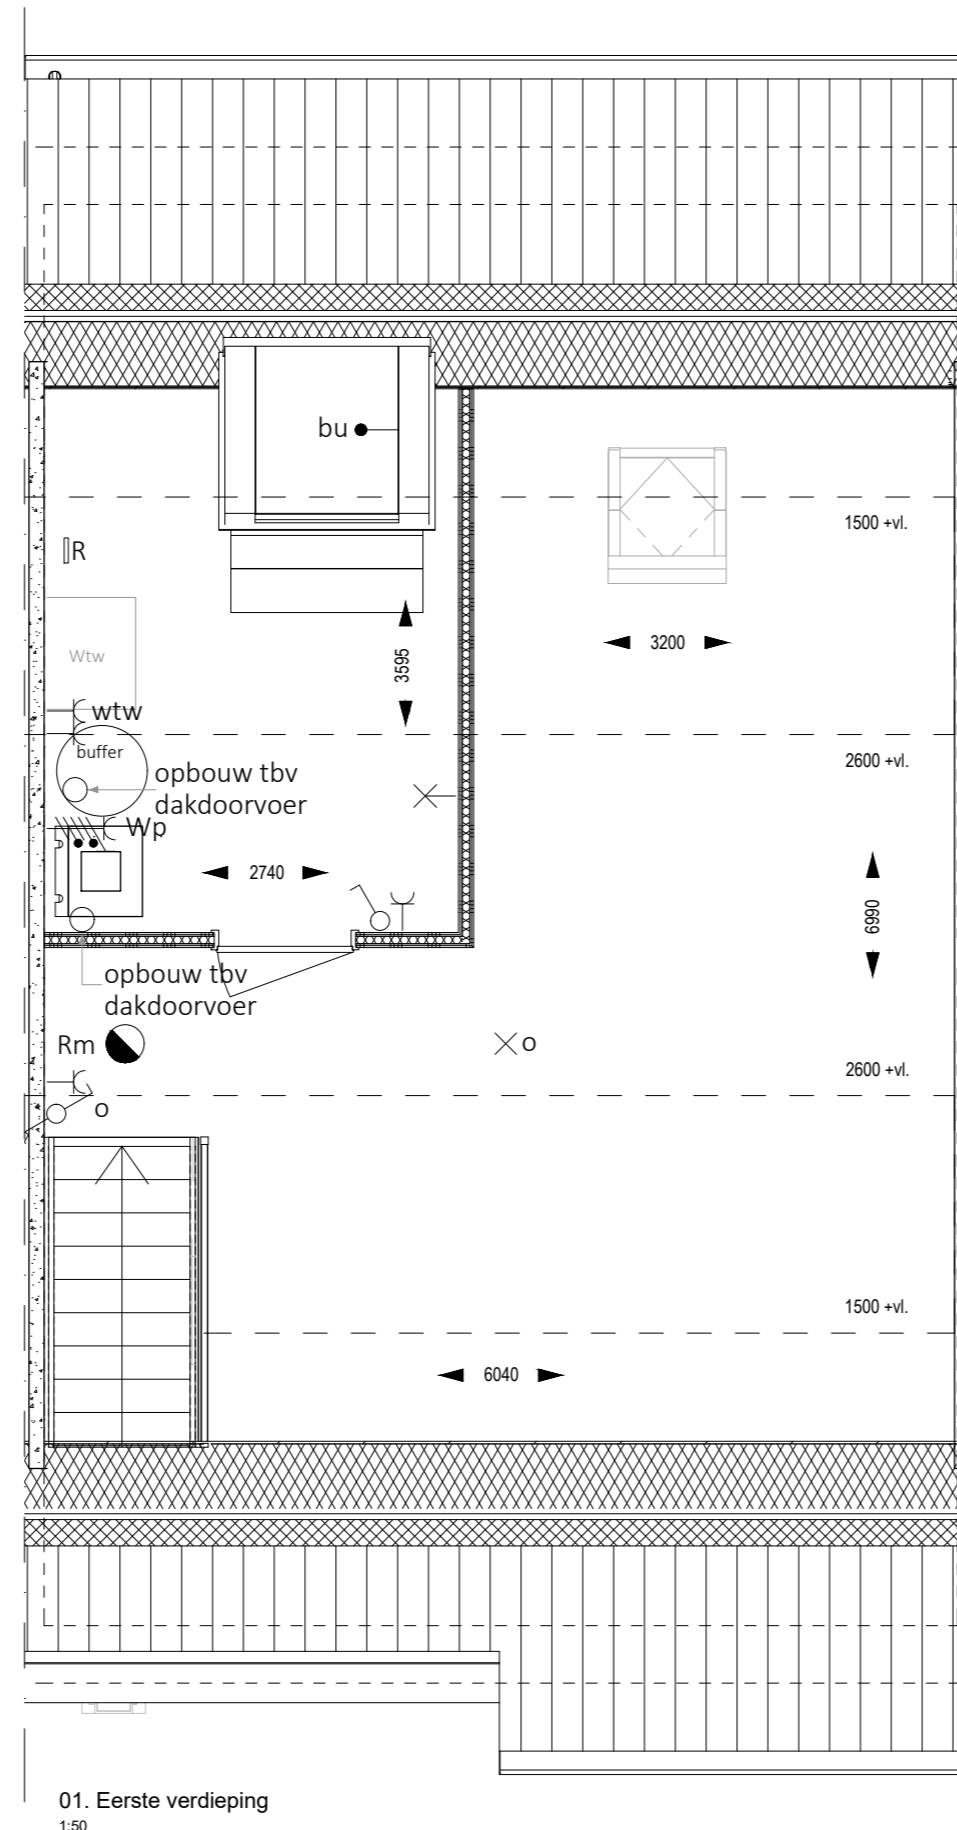 bu
1500 +vl.
R
3200
Wtw
3595
wtw
buffer
2600 +vl.
opbouw tbv
dakdoorvoer
Wp
2740
6990
opbouw tbv
dakdoorvoer
Rm
o
2600 +vl.
o
1500 +vl.
6040
01. Eerste verdieping
1:50